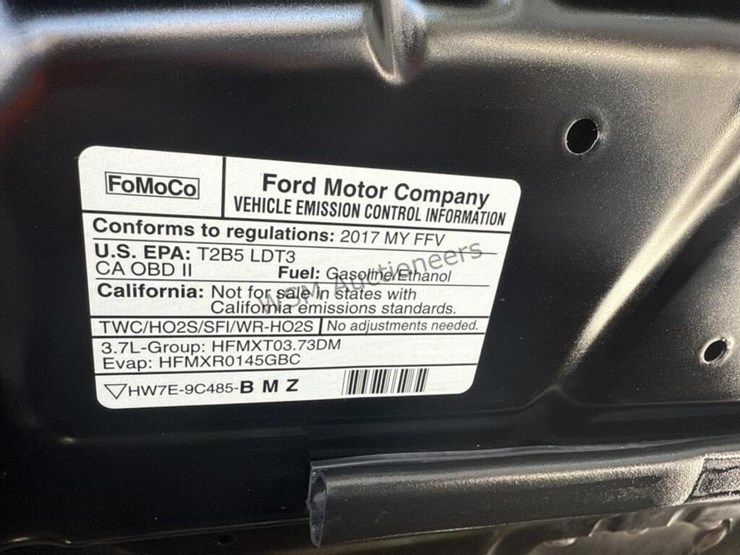 FoMoCo
Ford Motor Company
VEHICLE EMISSION CONTROL INFORMATION
Conforms to regulations: 2017 MY FFV
U.S. EPA: T2B5 LDT3
CA OBD II Fuel: Gasoline/Ethanol
California: Not for sale in states with
California emissions standards.
TWC/HO2S/SFI/WR-HO2S No adjustments needed.
3.7L-Group: HFMXT03.73DM
Evap: HFMXR0145GBC
HW7E-9C485-B M Z
WSM Auctioneers